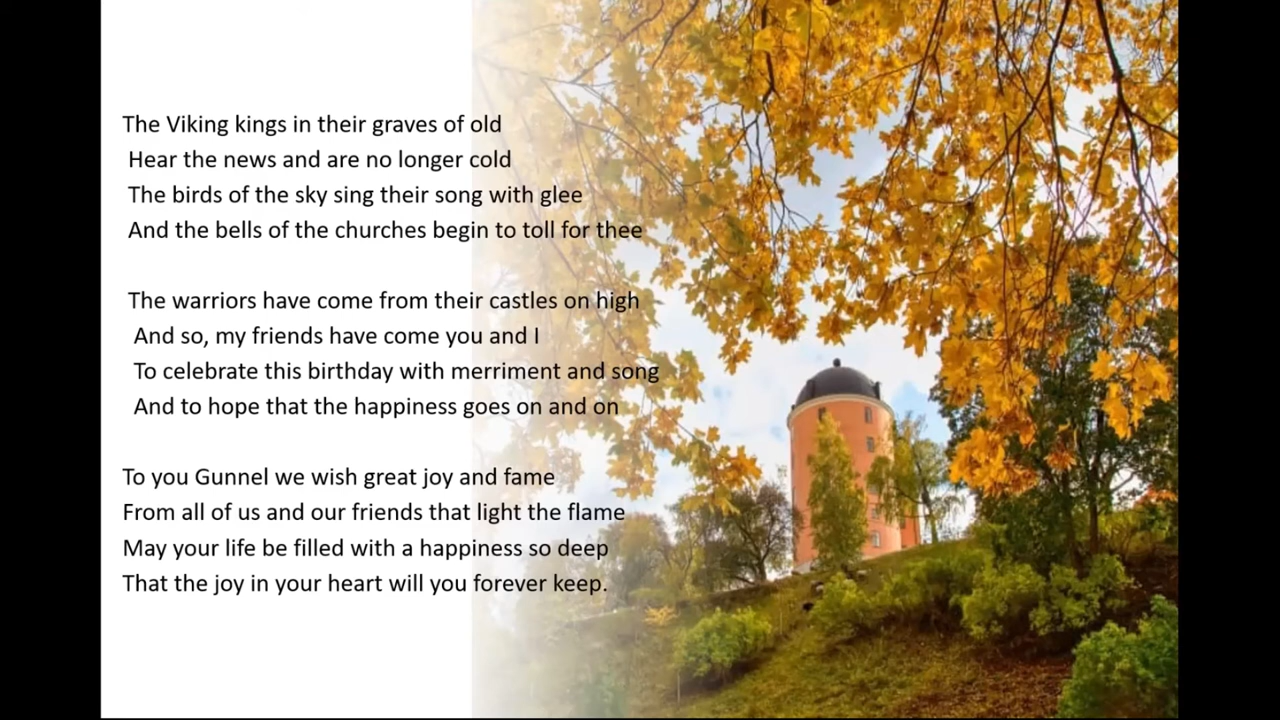 The Viking kings in their graves of old
Hear the news and are no longer cold
The birds of the sky sing their song with glee
And the bells of the churches begin to toll for thee
The warriors have come from their castles on high
And so, my friends have come you and I
To celebrate this birthday with merriment and song
And to hope that the happiness goes on and on
To you Gunnel we wish great joy and fame
From all of us and our friends that light the flame
May your life be filled with a happiness so deep
That the joy in your heart will you forever keep.